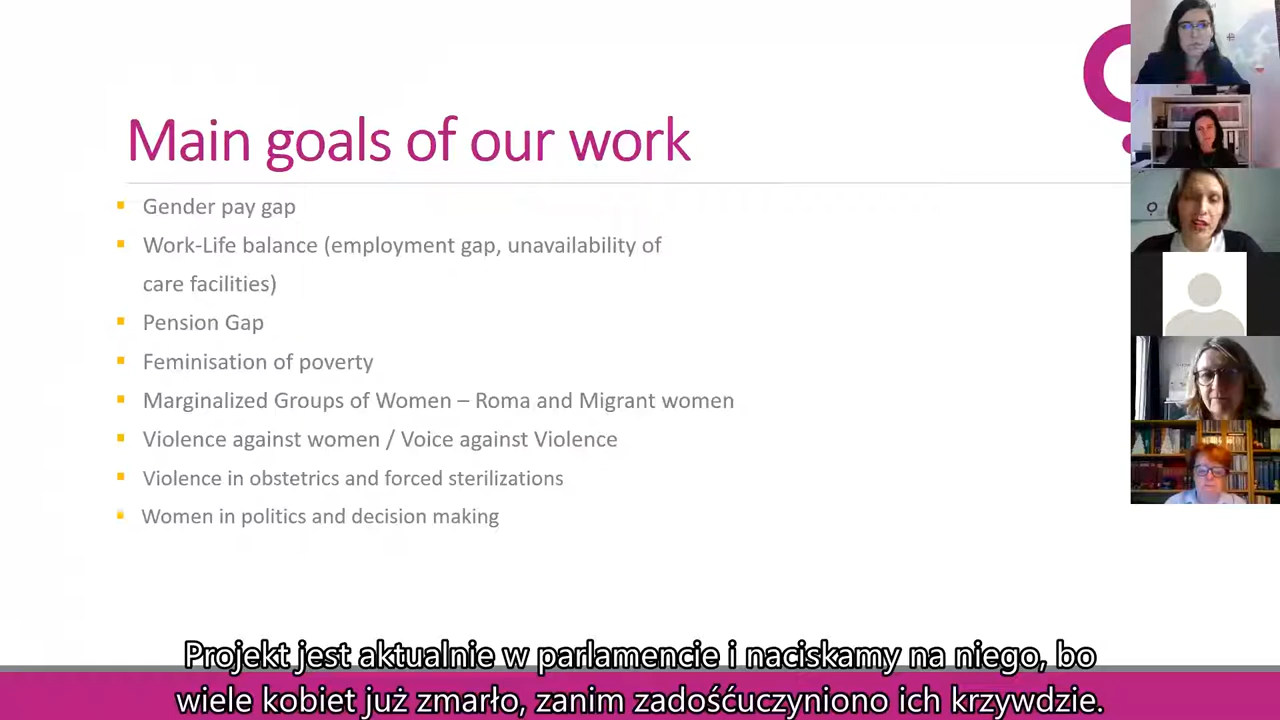 Main goals of our work
Gender pay gap
Work-Life balance (employment gap, unavailability of
care facilities)
Pension Gap
Feminisation of poverty
Marginalized Groups of Women – Roma and Migrant women
Violence against women / Voice against Violence
Violence in obstetrics and forced sterilizations
Women in politics and decision making
Projekt jest aktualnie w parlamencie i naciskamy na niego, bo
wiele kobiet już zmarło, zanim zadośćuczyniono ich krzywdzie.